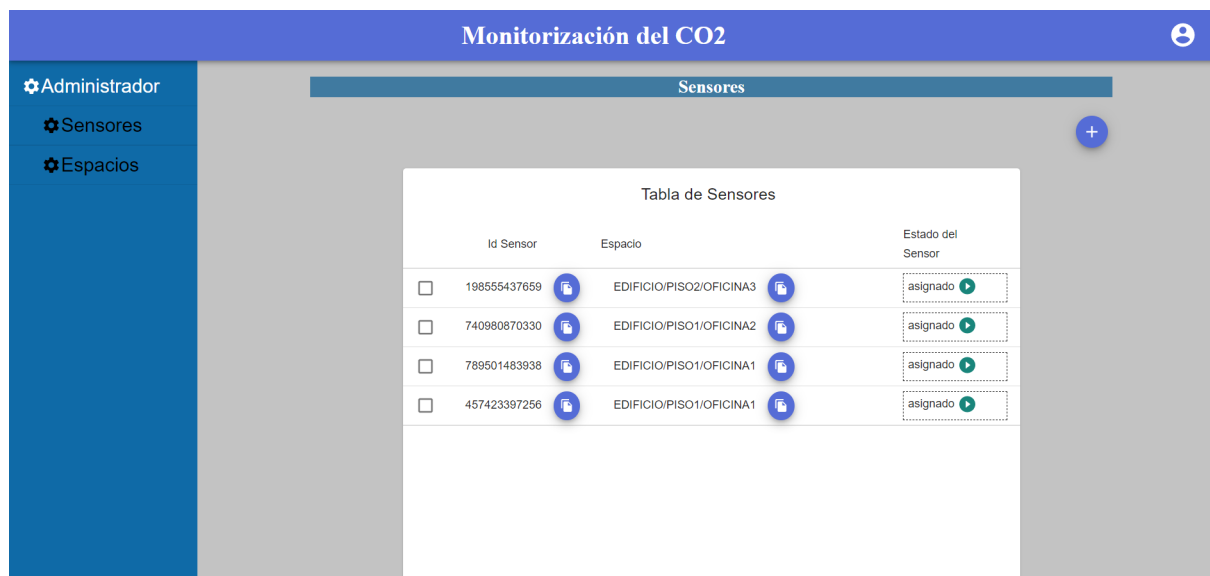 Monitorización del CO2
Administrador
Sensores
Espacios
Sensores
Tabla de Sensores
Id Sensor Espacio Estado del Sensor
198555437659 EDIFICIO/PISO2/OFICINA3 asignado
740980870330 EDIFICIO/PISO1/OFICINA2 asignado
789501483938 EDIFICIO/PISO1/OFICINA1 asignado
457423397256 EDIFICIO/PISO1/OFICINA1 asignado